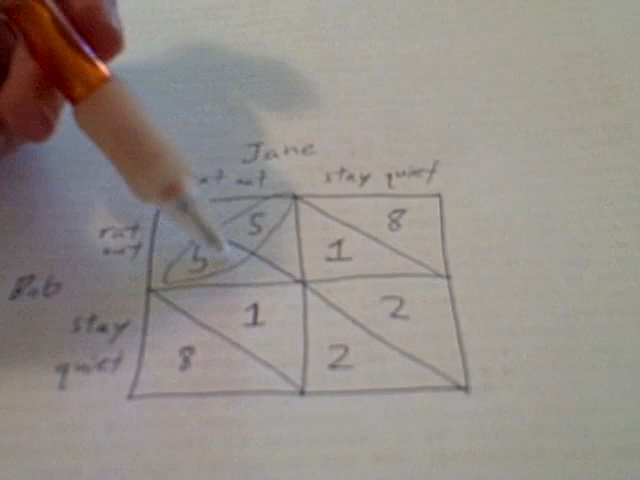 Jane
rat out stay quiet
rat 5 8
out 5 1
Bob
stay 1 2
quiet 8 2